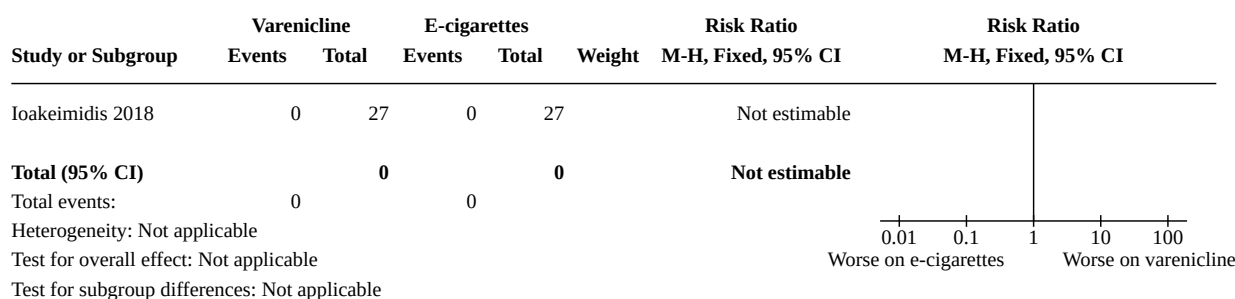 Varenicline E-cigarettes Risk Ratio Risk Ratio
Study or Subgroup Events Total Events Total Weight M-H, Fixed, 95% CI M-H, Fixed, 95% CI
Ioakeimidis 2018 0 27 0 27 Not estimable
Total (95% CI) 0 0 Not estimable
Total events: 0 0
Heterogeneity: Not applicable
0.01 0.1 1 10 100
Test for overall effect: Not applicable Worse on e-cigarettes Worse on varenicline
Test for subgroup differences: Not applicable